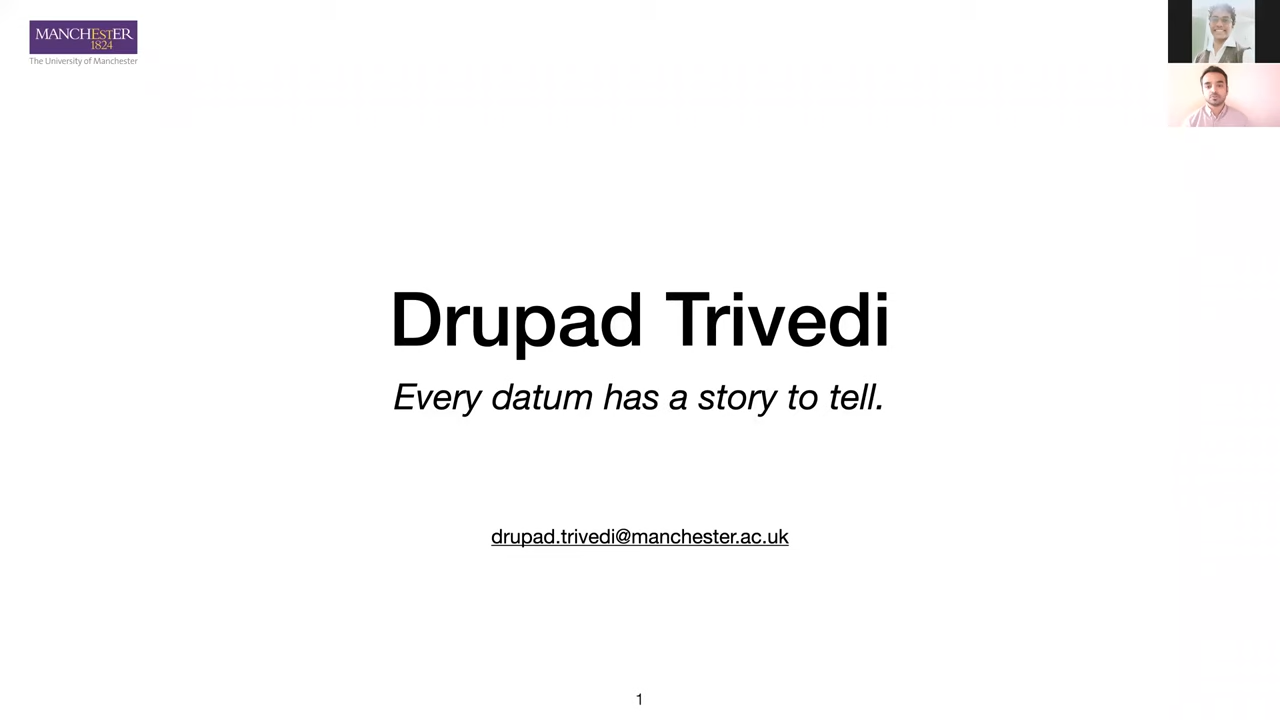 MANCHESTER
1824
The University of Manchester
Drupad Trivedi
Every datum has a story to tell.
drupad.trivedi@manchester.ac.uk
1